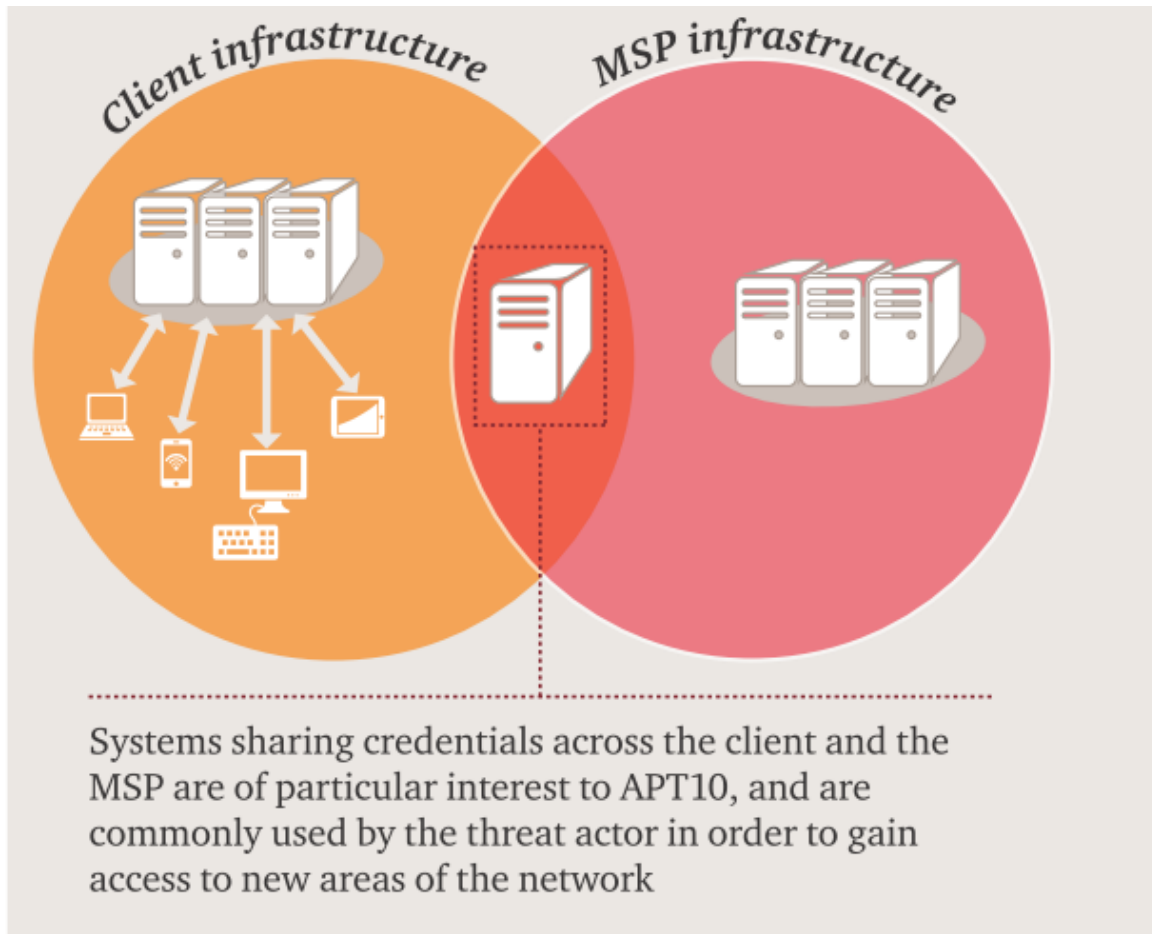 Client infrastructure
MSP infrastructure
Systems sharing credentials across the client and the
MSP are of particular interest to APT10, and are
commonly used by the threat actor in order to gain
access to new areas of the network